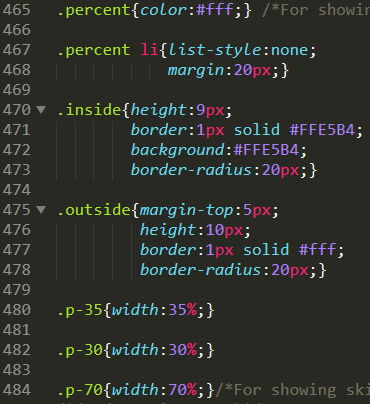 465 .percent{color:#fff;} /*For showin
466
467 .percent li{list-style:none;
468 margin:20px;}
469
470 .inside{height:9px;
471 border:1px solid #FFE5B4;
472 background:#FFE5B4;
473 border-radius:20px;}
474
475 .outside{margin-top:5px;
476 height:10px;
477 border:1px solid #fff;
478 border-radius:20px;}
479
480 .p-35{width:35%;}
481
482 .p-30{width:30%;}
483
484 .p-70{width:70%;}/*For showing ski